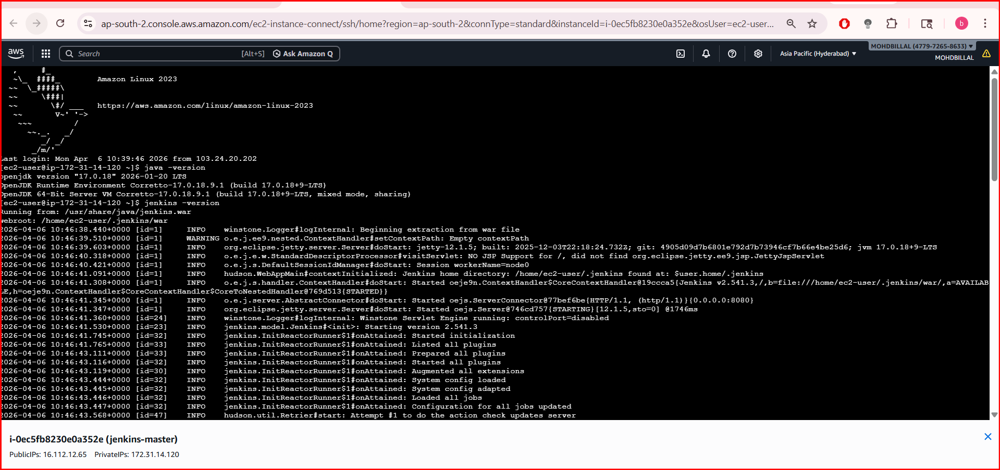 ap-south-2.console.aws.amazon.com/ec2-instance-connect/ssh/home?region=ap-south-2&connType=standard&instanceId=i-0ec5fb8230e0a352e&osUser=ec2-user...
b
aws
Search [Alt+S] Ask Amazon Q
Asia Pacific (Hyderabad)
MOHDBILLAL (4779-7265-8633)
MOHDBILLAL
   ,     #_
   ~\_  ####_        Amazon Linux 2023
  ~~  \_#####\
  ~~     \###|
  ~~       \#/ ___   https://aws.amazon.com/linux/amazon-linux-2023
   ~~       V~' '->
    ~~~         /
      ~~._.   _/
         _/ _/
       _/m/'
Last login: Mon Apr  6 10:39:46 2026 from 103.24.20.202
[ec2-user@ip-172-31-14-120 ~]$ java -version
openjdk version "17.0.18" 2026-01-20 LTS
OpenJDK Runtime Environment Corretto-17.0.18.9.1 (build 17.0.18+9-LTS)
OpenJDK 64-Bit Server VM Corretto-17.0.18.9.1 (build 17.0.18+9-LTS, mixed mode, sharing)
[ec2-user@ip-172-31-14-120 ~]$ jenkins -version
Running from: /usr/share/java/jenkins.war
webroot: /home/ec2-user/.jenkins/war
2026-04-06 10:46:38.440+0000 [id=1]     INFO    winstone.Logger#logInternal: Beginning extraction from war file
2026-04-06 10:46:39.510+0000 [id=1]     WARNING o.e.j.ee9.nested.ContextHandler#setContextPath: Empty contextPath
2026-04-06 10:46:39.603+0000 [id=1]     INFO    org.eclipse.jetty.server.Server#doStart: jetty-12.1.5; built: 2025-12-03T22:18:24.732Z; git: 4905d09d7b6801e792d7b73946cf7b66e4be25d6; jvm 17.0.18+9-LTS
2026-04-06 10:46:40.318+0000 [id=1]     INFO    o.e.j.e.w.StandardDescriptorProcessor#visitServlet: NO JSP Support for /, did not find org.eclipse.jetty.ee9.jsp.JettyJspServlet
2026-04-06 10:46:40.421+0000 [id=1]     INFO    o.e.j.s.DefaultSessionIdManager#doStart: Session workerName=node0
2026-04-06 10:46:41.091+0000 [id=1]     INFO    hudson.WebAppMain#contextInitialized: Jenkins home directory: /home/ec2-user/.jenkins found at: $user.home/.jenkins
2026-04-06 10:46:41.308+0000 [id=1]     INFO    o.e.j.s.handler.ContextHandler#doStart: Started oeje9n.ContextHandler$CoreContextHandler@19ccca5{Jenkins v2.541.3,/,b=file:///home/ec2-user/.jenkins/war/,a=AVAILAB
LE,h=oeje9n.ContextHandler$CoreContextHandler$CoreToNestedHandler@769d513{STARTED}}
2026-04-06 10:46:41.345+0000 [id=1]     INFO    o.e.j.server.AbstractConnector#doStart: Started oejs.ServerConnector@77bef6be{HTTP/1.1, (http/1.1)}{0.0.0.0:8080}
2026-04-06 10:46:41.347+0000 [id=1]     INFO    org.eclipse.jetty.server.Server#doStart: Started oejs.Server@746cd757{STARTING}[12.1.5,sto=0] @1746ms
2026-04-06 10:46:41.360+0000 [id=24]    INFO    winstone.Logger#logInternal: Winstone Servlet Engine running: controlPort=disabled
2026-04-06 10:46:41.530+0000 [id=23]    INFO    jenkins.model.Jenkins#<init>: Starting version 2.541.3
2026-04-06 10:46:41.745+0000 [id=32]    INFO    jenkins.InitReactorRunner$1#onAttained: Started initialization
2026-04-06 10:46:41.765+0000 [id=33]    INFO    jenkins.InitReactorRunner$1#onAttained: Listed all plugins
2026-04-06 10:46:43.111+0000 [id=33]    INFO    jenkins.InitReactorRunner$1#onAttained: Prepared all plugins
2026-04-06 10:46:43.116+0000 [id=32]    INFO    jenkins.InitReactorRunner$1#onAttained: Started all plugins
2026-04-06 10:46:43.119+0000 [id=30]    INFO    jenkins.InitReactorRunner$1#onAttained: Augmented all extensions
2026-04-06 10:46:43.444+0000 [id=32]    INFO    jenkins.InitReactorRunner$1#onAttained: System config loaded
2026-04-06 10:46:43.445+0000 [id=32]    INFO    jenkins.InitReactorRunner$1#onAttained: System config adapted
2026-04-06 10:46:43.446+0000 [id=32]    INFO    jenkins.InitReactorRunner$1#onAttained: Loaded all jobs
2026-04-06 10:46:43.447+0000 [id=32]    INFO    jenkins.InitReactorRunner$1#onAttained: Configuration for all jobs updated
2026-04-06 10:46:43.568+0000 [id=47]    INFO    hudson.util.Retrier#start: Attempt #1 to do the action check updates server
i-0ec5fb8230e0a352e (jenkins-master)
PublicIPs: 16.112.12.65 PrivateIPs: 172.31.14.120